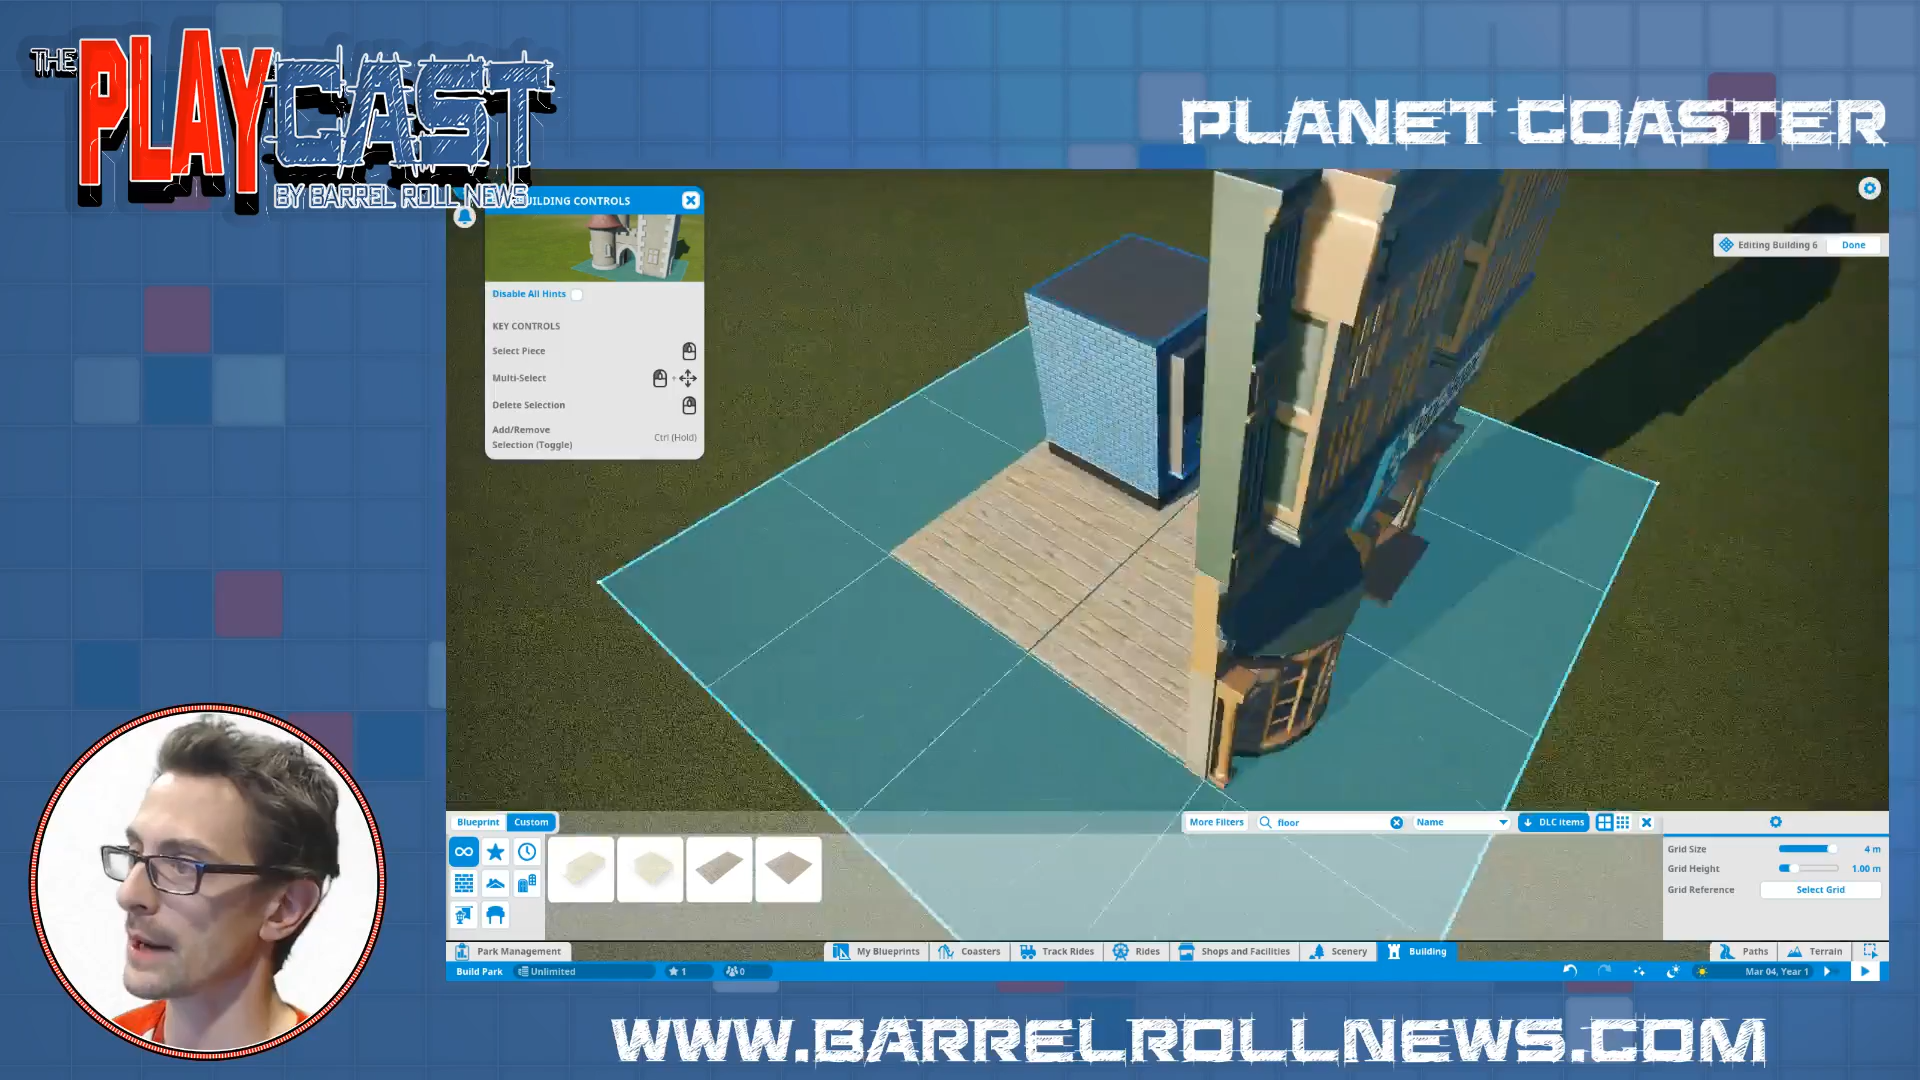 THE PLAYCAST
BY BARREL ROLL NEWS
PLANET COASTER
UILDING CONTROLS
Disable All Hints
KEY CONTROLS
Select Piece
Multi-Select
+
Delete Selection
Add/Remove
Selection (Toggle)
Ctrl (Hold)
Editing Building 6
Done
Blueprint
Custom
More Filters
floor
Name
DLC items
Grid Size
4 m
Grid Height
1.00 m
Grid Reference
Select Grid
Park Management
My Blueprints
Coasters
Track Rides
Rides
Shops and Facilities
Scenery
Building
Paths
Terrain
Build Park
Unlimited
1
0
Mar 04, Year 1
WWW.BARRELROLLNEWS.COM